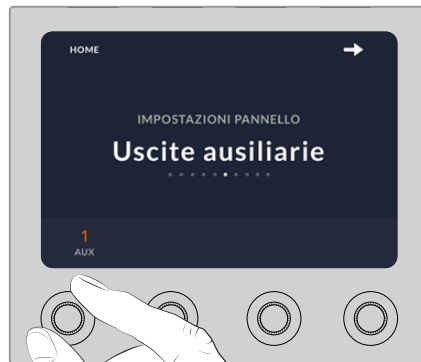 HOME
IMPOSTAZIONI PANNELLO
Uscite ausiliarie
1
AUX